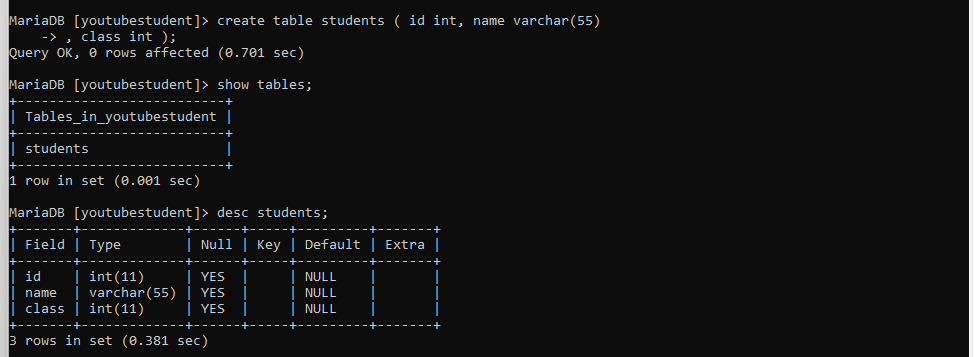 MariaDB [youtubestudent]> create table students ( id int, name varchar(55)
    -> , class int );
Query OK, 0 rows affected (0.701 sec)

MariaDB [youtubestudent]> show tables;
+--------------------------+
| Tables_in_youtubestudent |
+--------------------------+
| students                 |
+--------------------------+
1 row in set (0.001 sec)

MariaDB [youtubestudent]> desc students;
+-------+-------------+------+-----+---------+-------+
| Field | Type        | Null | Key | Default | Extra |
+-------+-------------+------+-----+---------+-------+
| id    | int(11)     | YES  |     | NULL    |       |
| name  | varchar(55) | YES  |     | NULL    |       |
| class | int(11)     | YES  |     | NULL    |       |
+-------+-------------+------+-----+---------+-------+
3 rows in set (0.381 sec)